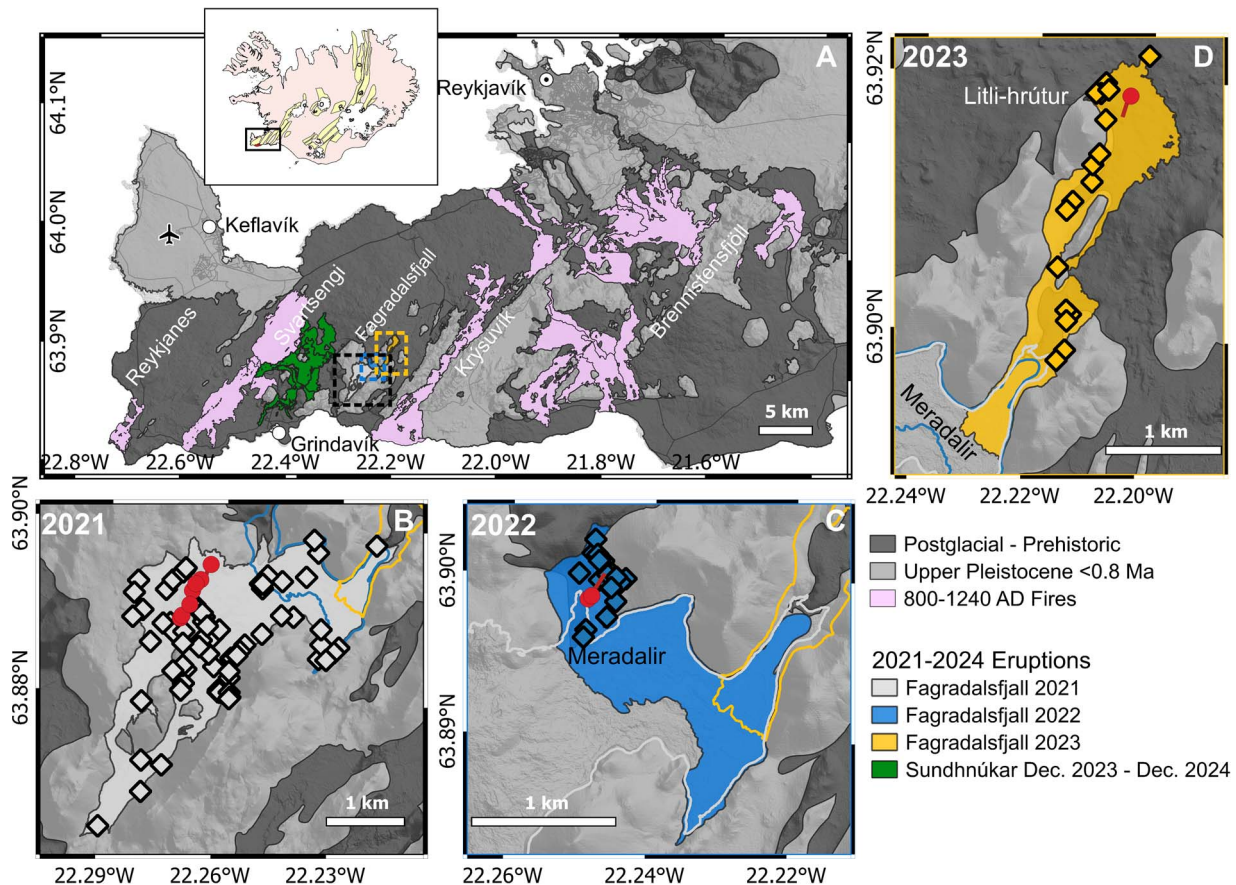 A
Reykjavík
64.1°N
64.0°N
63.9°N
Keflavík
Reykjanes
Svartsengi
Fagradalsfjall
Krysuvík
Brennisteinsfjöll
Grindavík
5 km
22.8°W 22.6°W 22.4°W 22.2°W 22.0°W 21.8°W 21.6°W
2023
D
63.92°N
63.90°N
Litli-hrútur
Meradalir
1 km
22.24°W 22.22°W 22.20°W
2021
B
63.90°N
63.88°N
1 km
22.29°W 22.26°W 22.23°W
2022
C
63.90°N
63.89°N
Meradalir
1 km
22.26°W 22.24°W 22.22°W
Postglacial - Prehistoric
Upper Pleistocene <0.8 Ma
800-1240 AD Fires
2021-2024 Eruptions
Fagradalsfjall 2021
Fagradalsfjall 2022
Fagradalsfjall 2023
Sundhnúkar Dec. 2023 - Dec. 2024